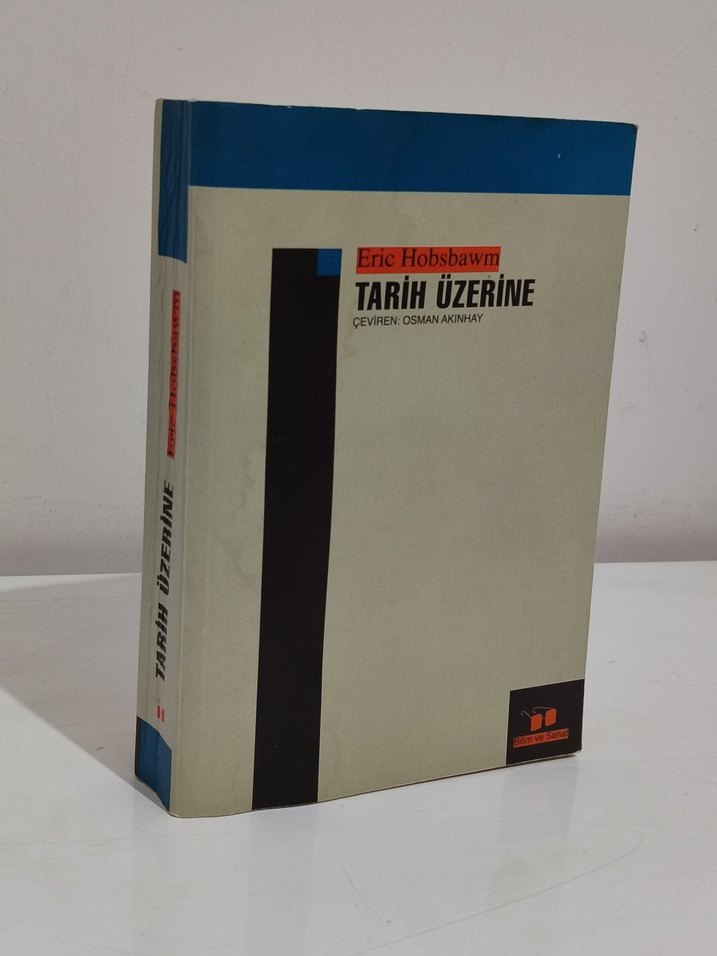 Eric Hobsbawm
TARİH ÜZERİNE
ÇEVİREN: OSMAN AKINHAY
Bilim ve Sanat
Eric Hobsbawm
TARİH ÜZERİNE